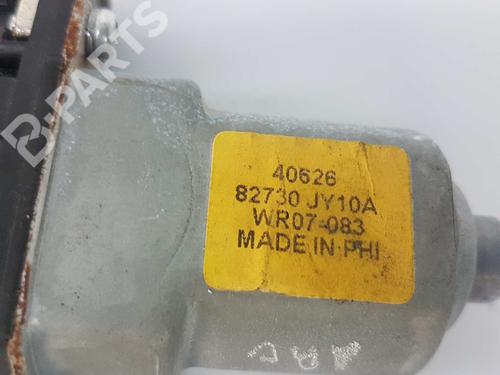 B-PARTS
40626
82730 JY10A
WR07-083
MADE IN PHI